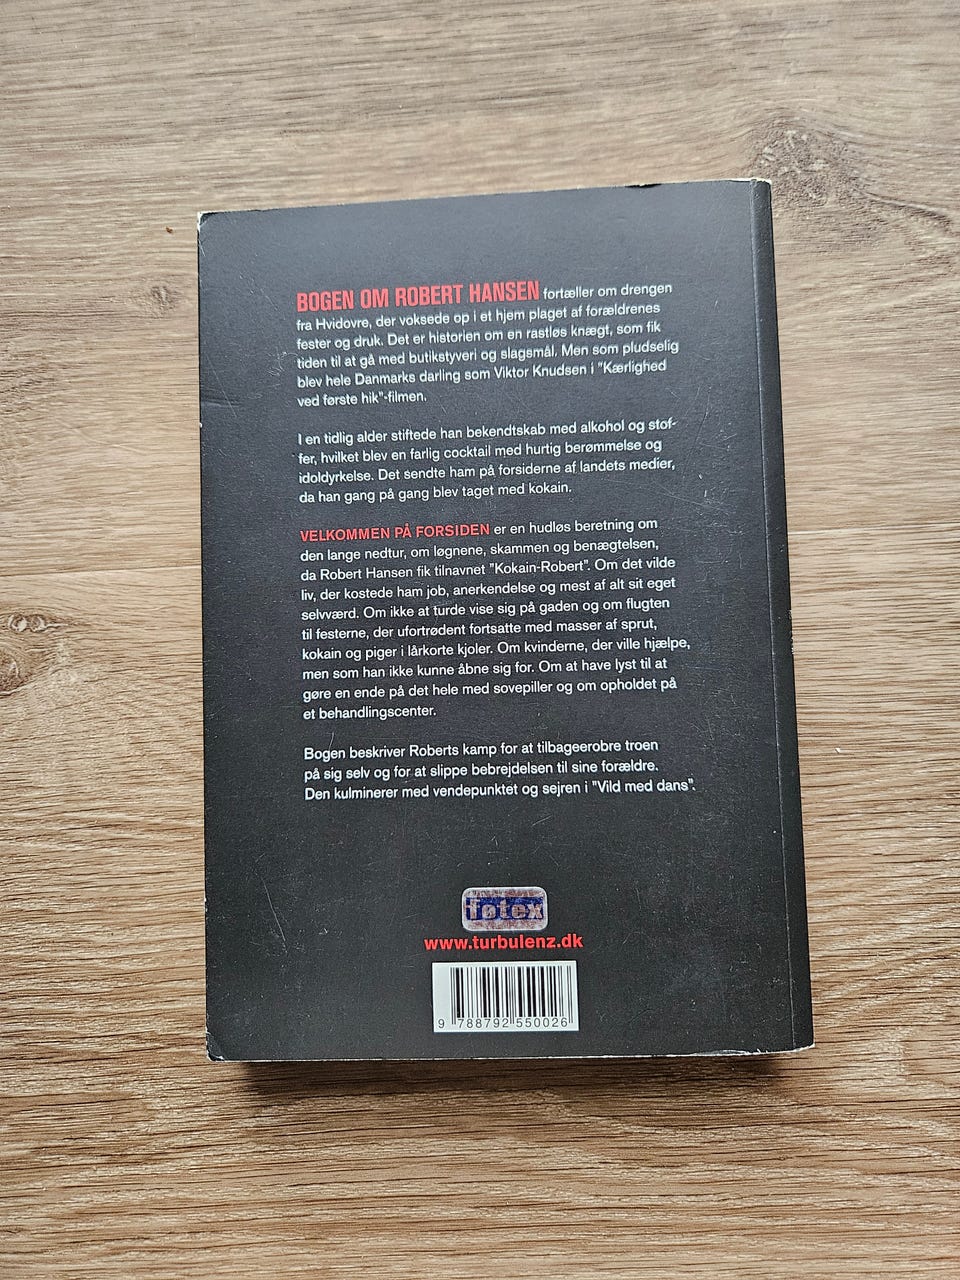 BOGEN OM ROBERT HANSEN fortæller om drengen
fra Hvidovre, der voksede op i et hjem plaget af forældrenes
fester og druk. Det er historien om en rastløs knægt, som fik
tiden til at gå med butikstyveri og slagsmål. Men som pludselig
blev hele Danmarks darling som Viktor Knudsen i "Kærlighed
ved første hik"-filmen.
I en tidlig alder stiftede han bekendtskab med alkohol og stof-
fer, hvilket blev en farlig cocktail med hurtig berømmelse og
idoldyrkelse. Det sendte ham på forsiderne af landets medier,
da han gang på gang blev taget med kokain.
VELKOMMEN PÅ FORSIDEN er en hudløs beretning om
den lange nedtur, om løgnene, skammen og benægtelsen,
da Robert Hansen fik tilnavnet "Kokain-Robert". Om det vilde
liv, der kostede ham job, anerkendelse og mest af alt sit eget
selvværd. Om ikke at turde vise sig på gaden og om flugten
til festerne, der ufortrødent fortsatte med masser af sprut,
kokain og piger i lårkorte kjoler. Om kvinderne, der ville hjælpe,
men som han ikke kunne åbne sig for. Om at have lyst til at
gøre en ende på det hele med sovepiller og om opholdet på
et behandlingscenter.
Bogen beskriver Roberts kamp for at tilbageerobre troen
på sig selv og for at slippe bebrejdelsen til sine forældre.
Den kulminerer med vendepunktet og sejren i "Vild med dans".
føtex
www.turbulenz.dk
9 788792 550026